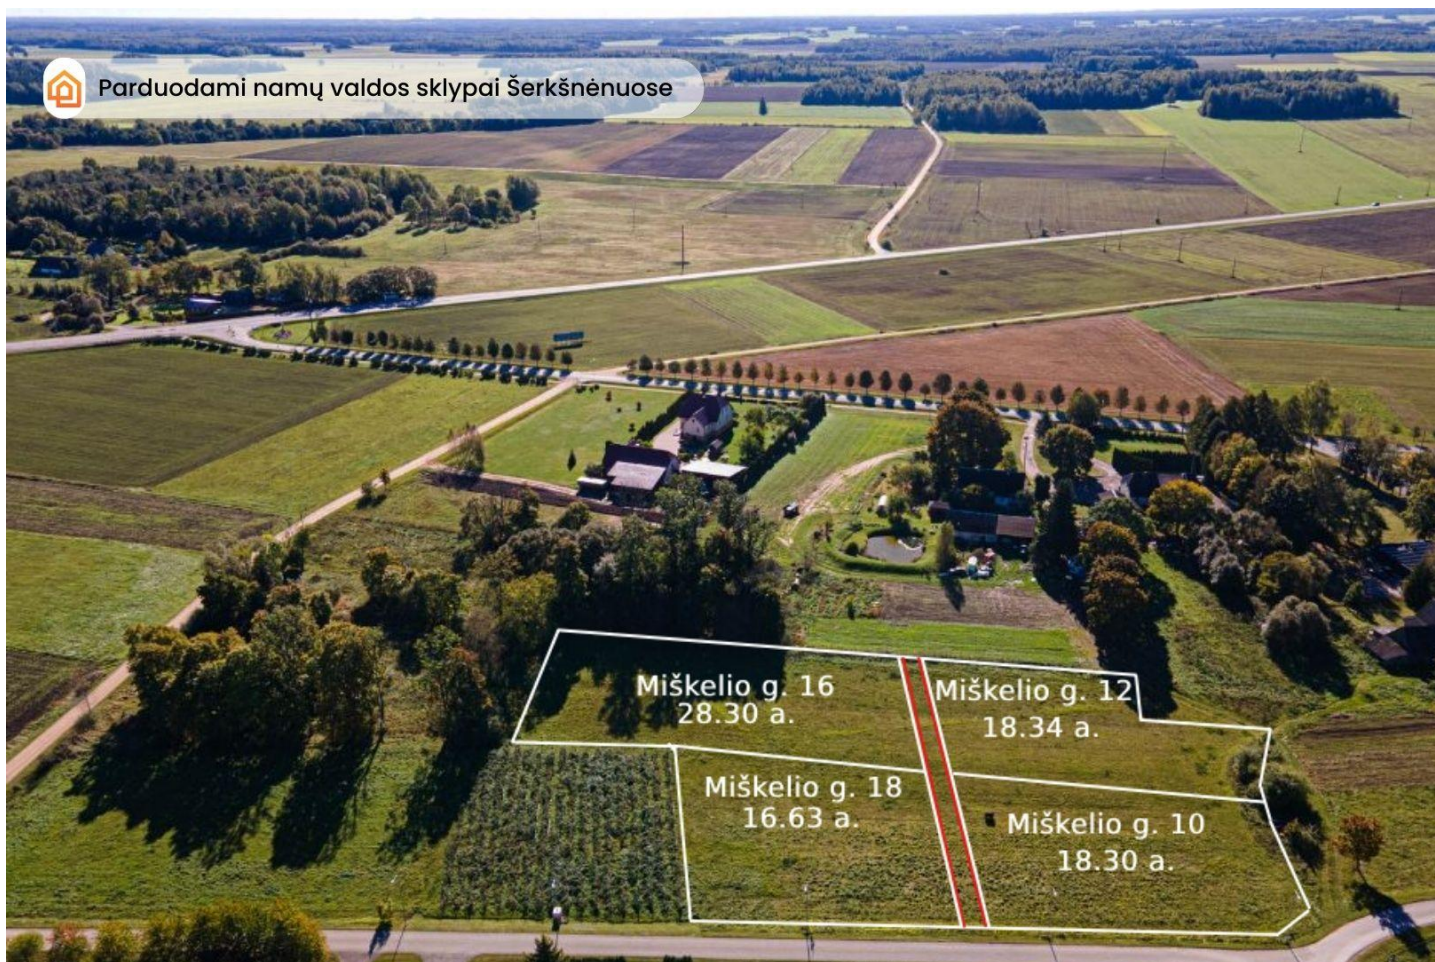 Parduodami namų valdos sklypai Šerkšnėnuose
Miškelio g. 16
28.30 a.
Miškelio g. 12
18.34 a.
Miškelio g. 18
16.63 a.
Miškelio g. 10
18.30 a.